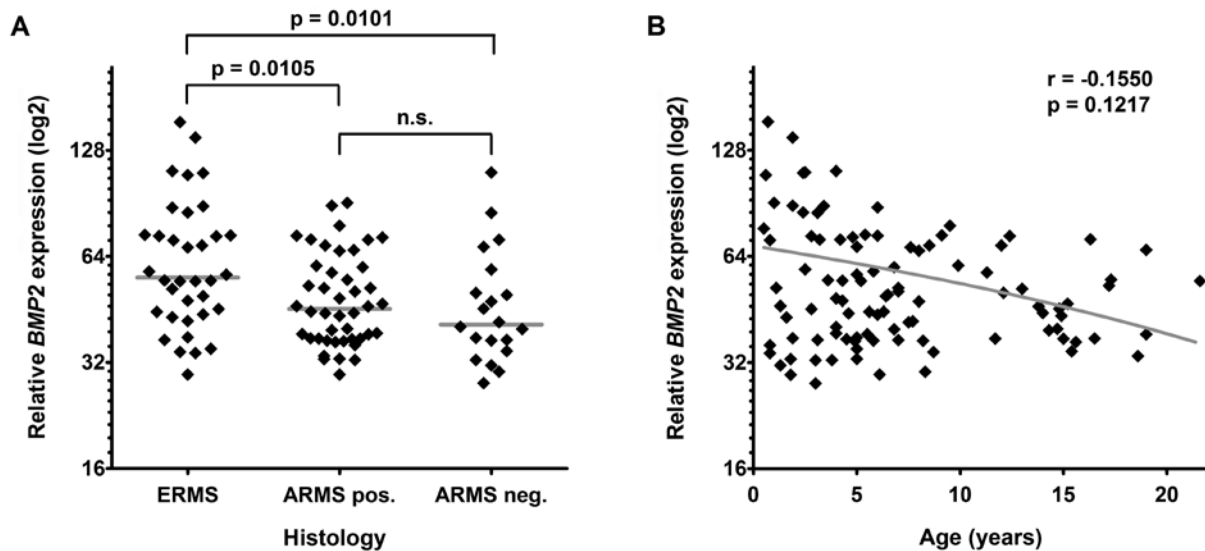 A
p = 0.0101
p = 0.0105
n.s.
Relative BMP2 expression (log2)
128
64
32
16
ERMS
ARMS pos.
ARMS neg.
Histology
B
r = -0.1550
p = 0.1217
Relative BMP2 expression (log2)
128
64
32
16
0
5
10
15
20
Age (years)